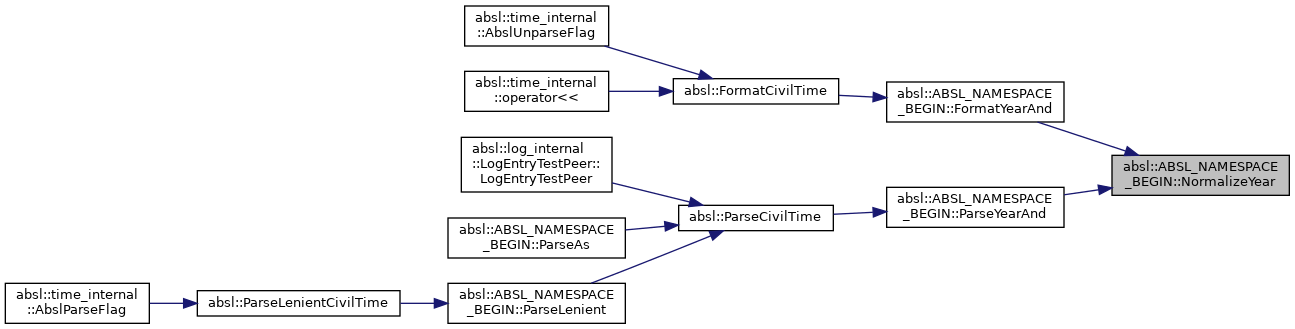 absl::time_internal
::AbslUnparseFlag
absl::time_internal
::operator<<
absl::FormatCivilTime
absl::ABSL_NAMESPACE
_BEGIN::FormatYearAnd
absl::log_internal
::LogEntryTestPeer::
LogEntryTestPeer
absl::ABSL_NAMESPACE
_BEGIN::NormalizeYear
absl::ParseCivilTime
absl::ABSL_NAMESPACE
_BEGIN::ParseYearAnd
absl::ABSL_NAMESPACE
_BEGIN::ParseAs
absl::time_internal
::AbslParseFlag
absl::ParseLenientCivilTime
absl::ABSL_NAMESPACE
_BEGIN::ParseLenient